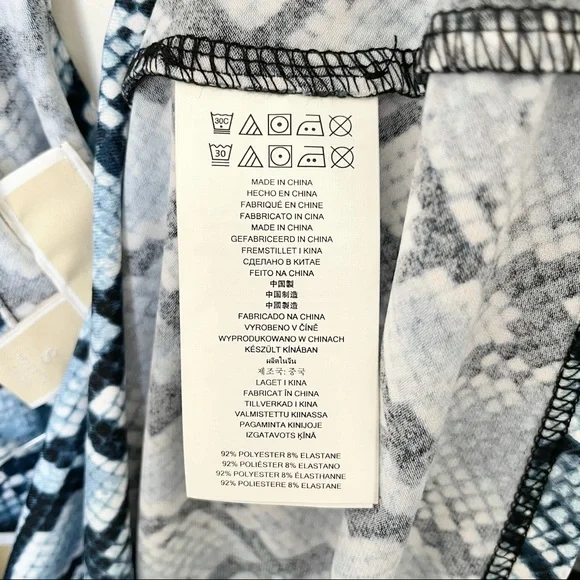 30C
30
MADE IN CHINA
HECHO EN CHINA
FABRIQUÉ EN CHINE
FABBRICATO IN CINA
MADE IN CHINA
GEFABRICEERD IN CHINA
FREMSTILLET I KINA
СДЕЛАНО В КИТАЕ
FEITO NA CHINA
中国製
中国制造
中國製造
FABRICADO NA CHINA
VYROBENO V ČÍNĚ
WYPRODUKOWANO W CHINACH
KÉSZÜLT KÍNÁBAN
ผลิตในจีน
제조국: 중국
LAGET I KINA
FABRICAT ÎN CHINA
TILLVERKAD I KINA
VALMISTETTU KIINASSA
PAGAMINTA KINIJOJE
IZGATAVOTS ĶĪNĀ
92% POLYESTER 8% ELASTANE
92% POLIÉSTER 8% ELASTANO
92% POLYESTER 8% ÉLASTHANNE
92% POLIESTERE 8% ELASTANE